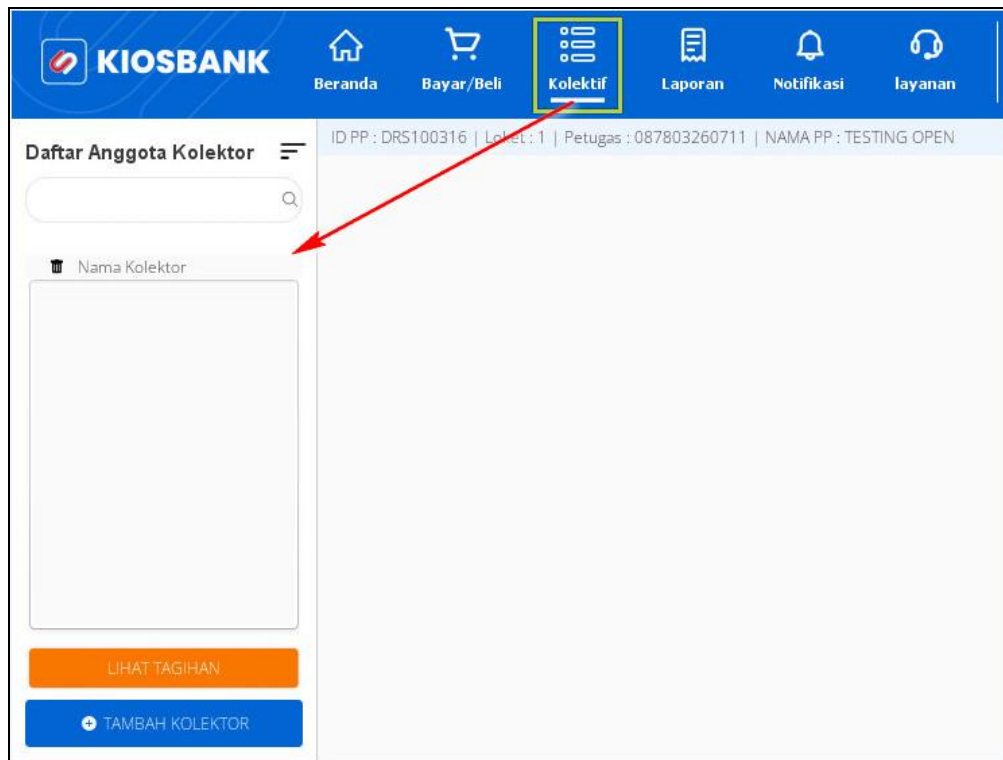 KIOSBANK
Beranda Bayar/Beli Kolektif Laporan Notifikasi layanan
ID PP : DRS100316 | Loket : 1 | Petugas : 087803260711 | NAMA PP : TESTING OPEN
Daftar Anggota Kolektor
Nama Kolektor
LIHAT TAGIHAN
TAMBAH KOLEKTOR